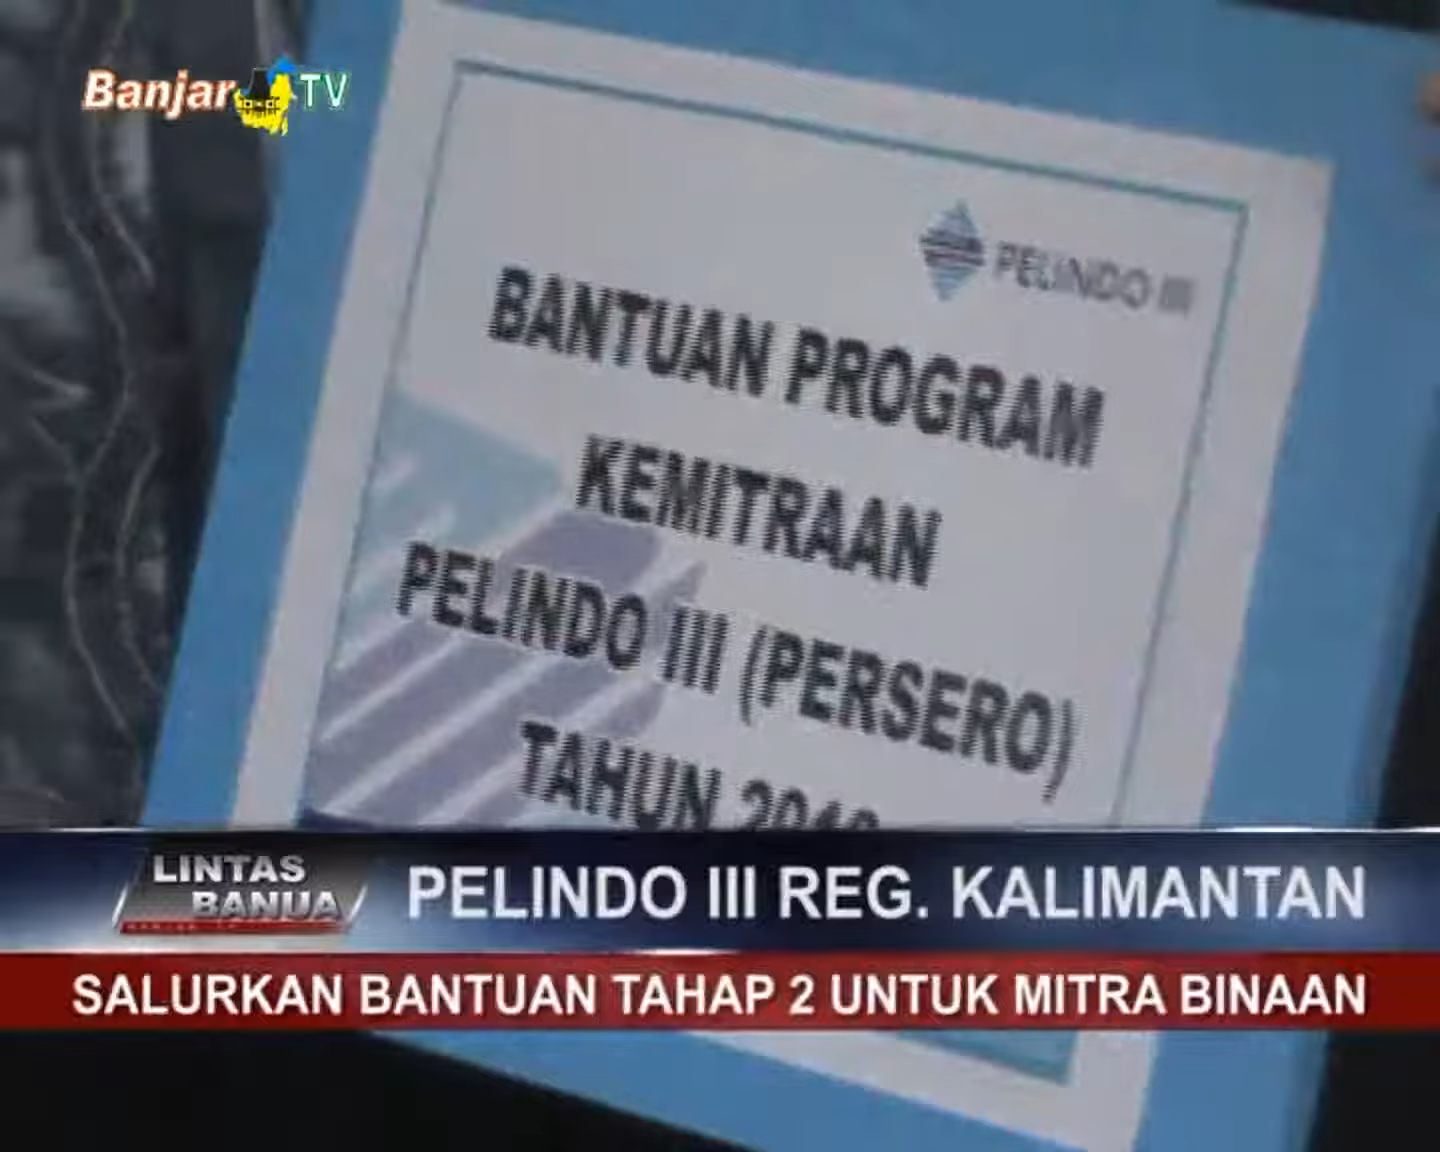 Banjar TV
PELINDO III
BANTUAN PROGRAM
KEMITRAAN
PELINDO III (PERSERO)
TAHUN
LINTAS
BANUA
PELINDO III REG. KALIMANTAN
SALURKAN BANTUAN TAHAP 2 UNTUK MITRA BINAAN